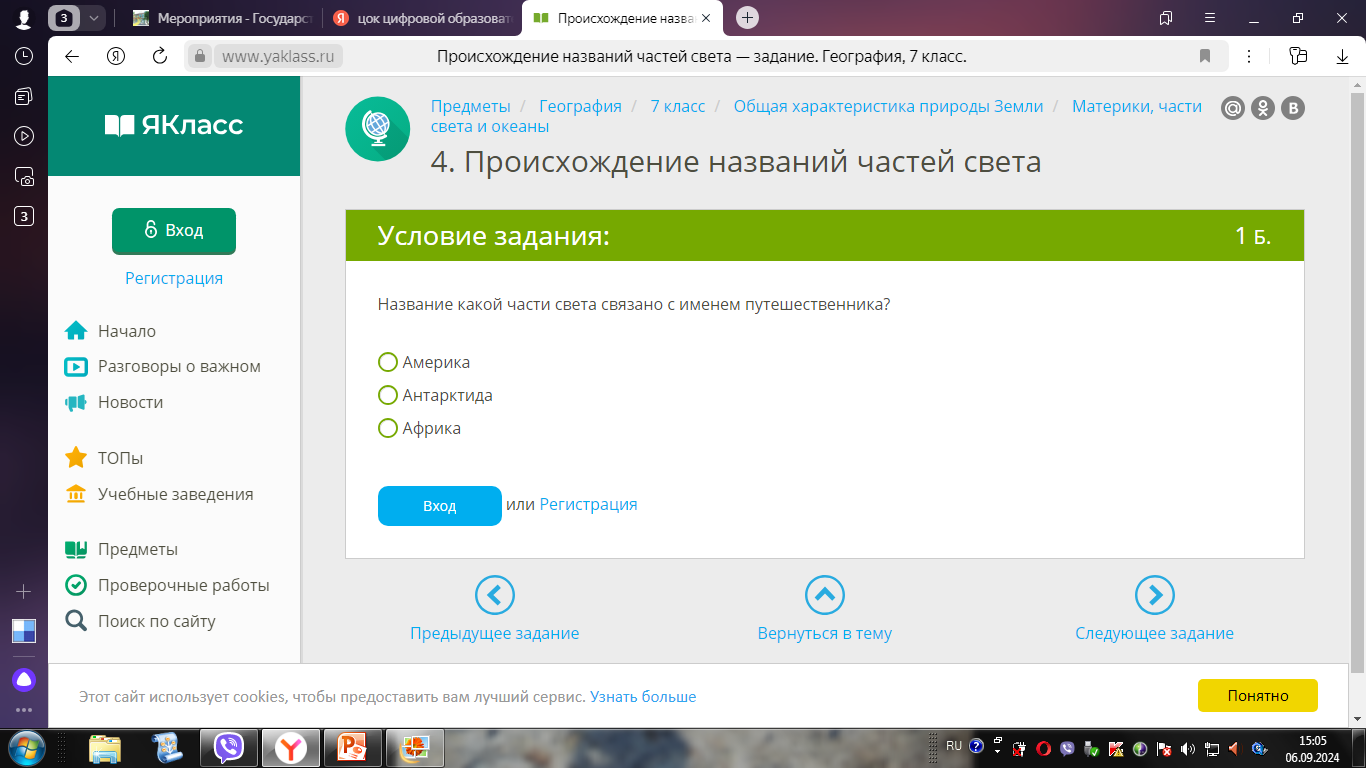 3
Мероприятия - Государст
цок цифровой образоват
Происхождение назва
www.yaklass.ru
Происхождение названий частей света — задание. География, 7 класс.
3
ЯКласс
Вход
Регистрация
Начало
Разговоры о важном
Новости
ТОПы
Учебные заведения
Предметы
Проверочные работы
Поиск по сайту
Предметы / География / 7 класс / Общая характеристика природы Земли / Материки, части
света и океаны
4. Происхождение названий частей света
Условие задания:
1 Б.
Название какой части света связано с именем путешественника?
Америка
Антарктида
Африка
Вход или Регистрация
Предыдущее задание
Вернуться в тему
Следующее задание
Этот сайт использует cookies, чтобы предоставить вам лучший сервис. Узнать больше
Понятно
RU
15:05
06.09.2024